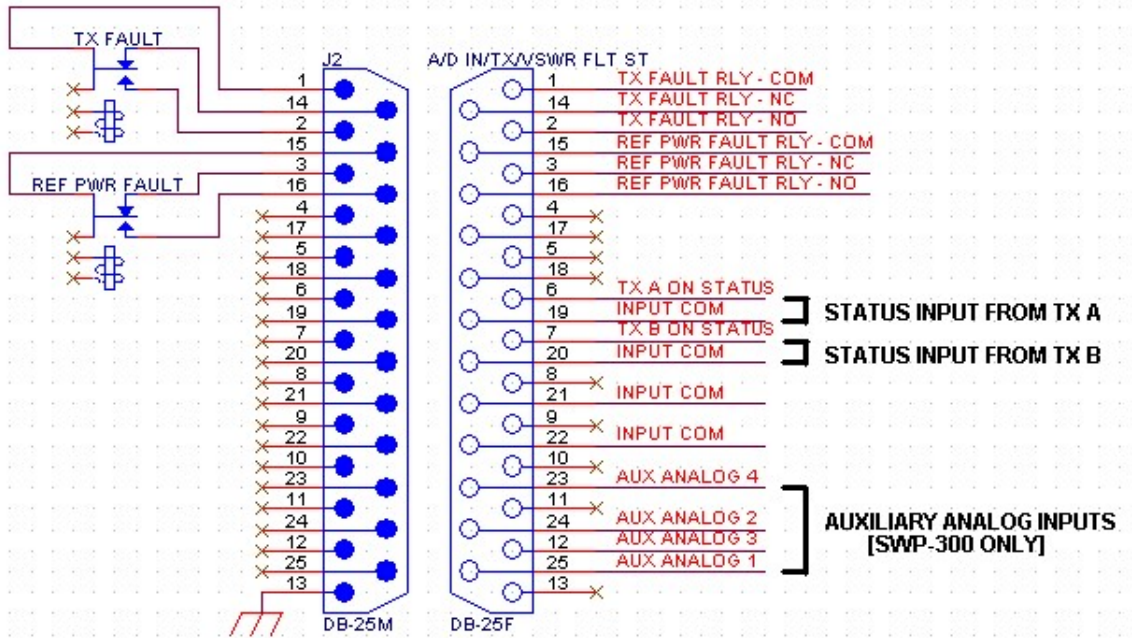 TX FAULT
REF PWR FAULT
J2
1
14
2
15
3
16
4
17
5
18
6
19
7
20
8
21
9
22
10
23
11
24
12
25
13
DB-25M
A/D IN/TX/VSWR FLT ST
1 TX FAULT RLY - COM
14 TX FAULT RLY - NC
2 TX FAULT RLY - NO
15 REF PWR FAULT RLY - COM
3 REF PWR FAULT RLY - NC
16 REF PWR FAULT RLY - NO
4
17
5
18
6 TX A ON STATUS
19 INPUT COM
7 TX B ON STATUS
20 INPUT COM
8
21 INPUT COM
9
22 INPUT COM
10
23 AUX ANALOG 4
11
24 AUX ANALOG 2
12 AUX ANALOG 3
25 AUX ANALOG 1
13
DB-25F
STATUS INPUT FROM TX A
STATUS INPUT FROM TX B
AUXILIARY ANALOG INPUTS
[SWP-300 ONLY]